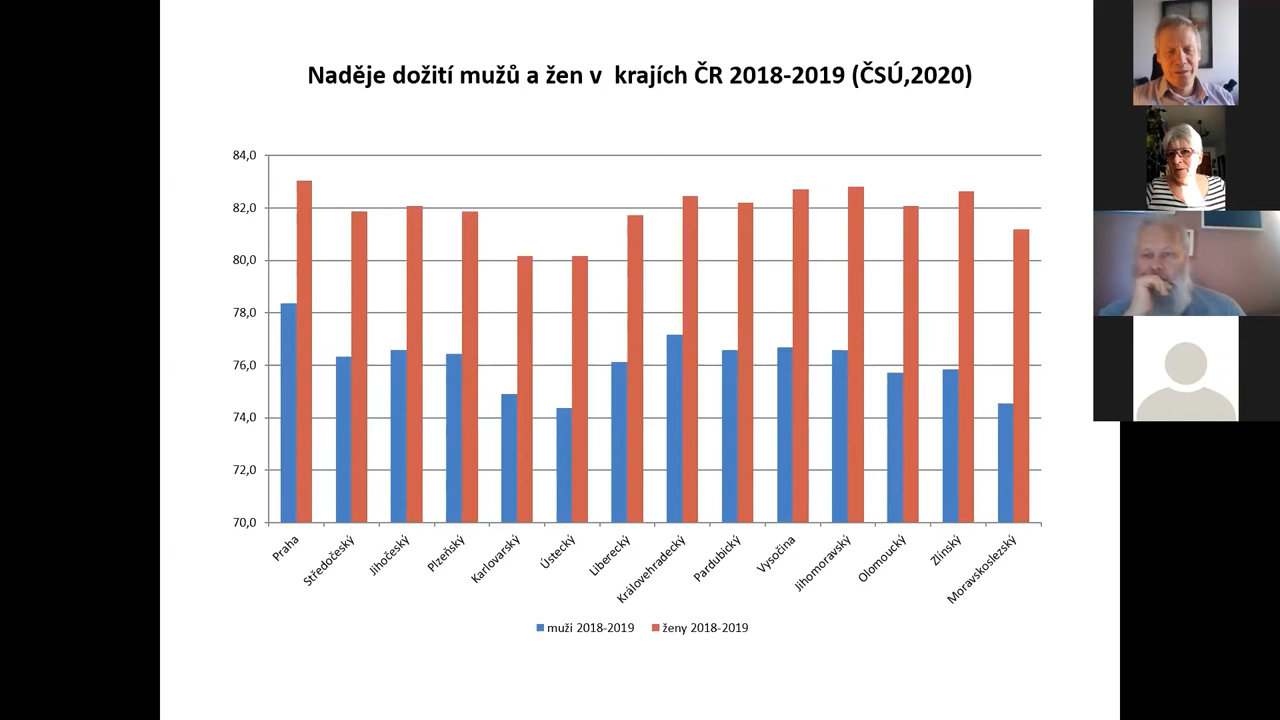 Naděje dožití mužů a žen v  krajích ČR 2018-2019 (ČSÚ,2020)
84,0
82,0
80,0
78,0
76,0
74,0
72,0
70,0
Praha
Středočeský
Jihočeský
Plzeňský
Karlovarský
Ústecký
Liberecký
Královehradecký
Pardubický
Vysočina
Jihomoravský
Olomoucký
Zlínský
Moravskoslezský
muži 2018-2019
ženy 2018-2019